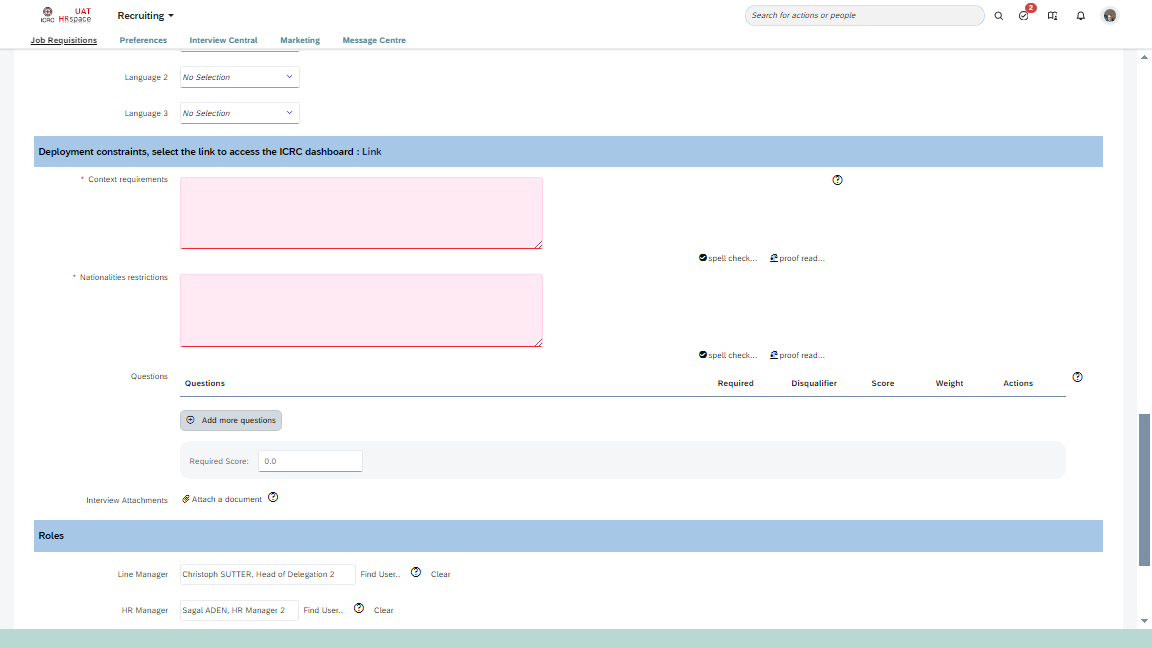 ICRC
UAT
HRspace
Recruiting
Search for actions or people
2
Job Requisitions
Preferences
Interview Central
Marketing
Message Centre
Language 2
No Selection
Language 3
No Selection
Deployment constraints, select the link to access the ICRC dashboard : Link
* Context requirements
spell check...
proof read...
* Nationalities restrictions
spell check...
proof read...
Questions
Questions
Required
Disqualifier
Score
Weight
Actions
Add more questions
Required Score:
0.0
Interview Attachments
Attach a document
Roles
Line Manager
Christoph SUTTER, Head of Delegation 2
Find User..
Clear
HR Manager
Sagal ADEN, HR Manager 2
Find User..
Clear